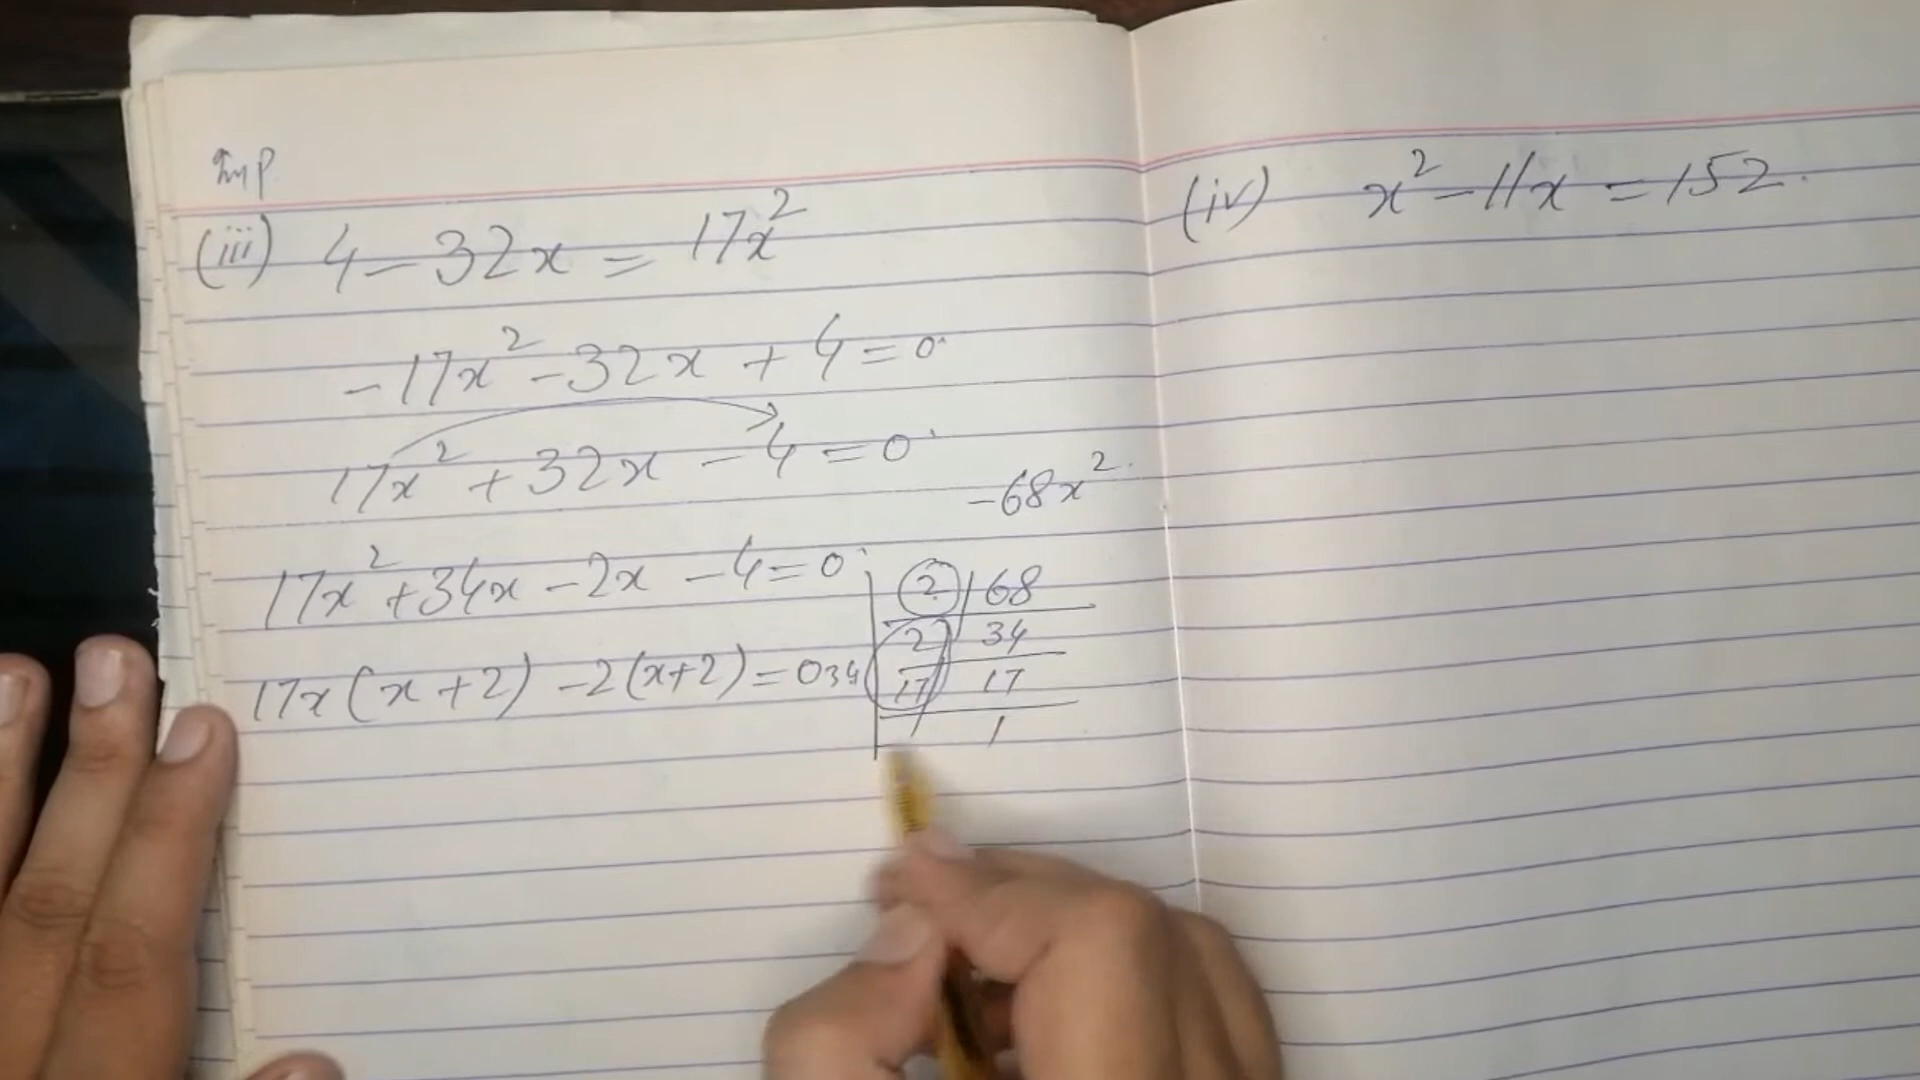 Imp
(iii) 4 - 32x = 17x²
-17x² - 32x + 4 = 0
17x² + 32x - 4 = 0
-68x²
17x² + 34x - 2x - 4 = 0
17x(x + 2) - 2(x+2) = 0
34
2 68
2 34
17 17
1 1
(iv) x² - 11x = 152.